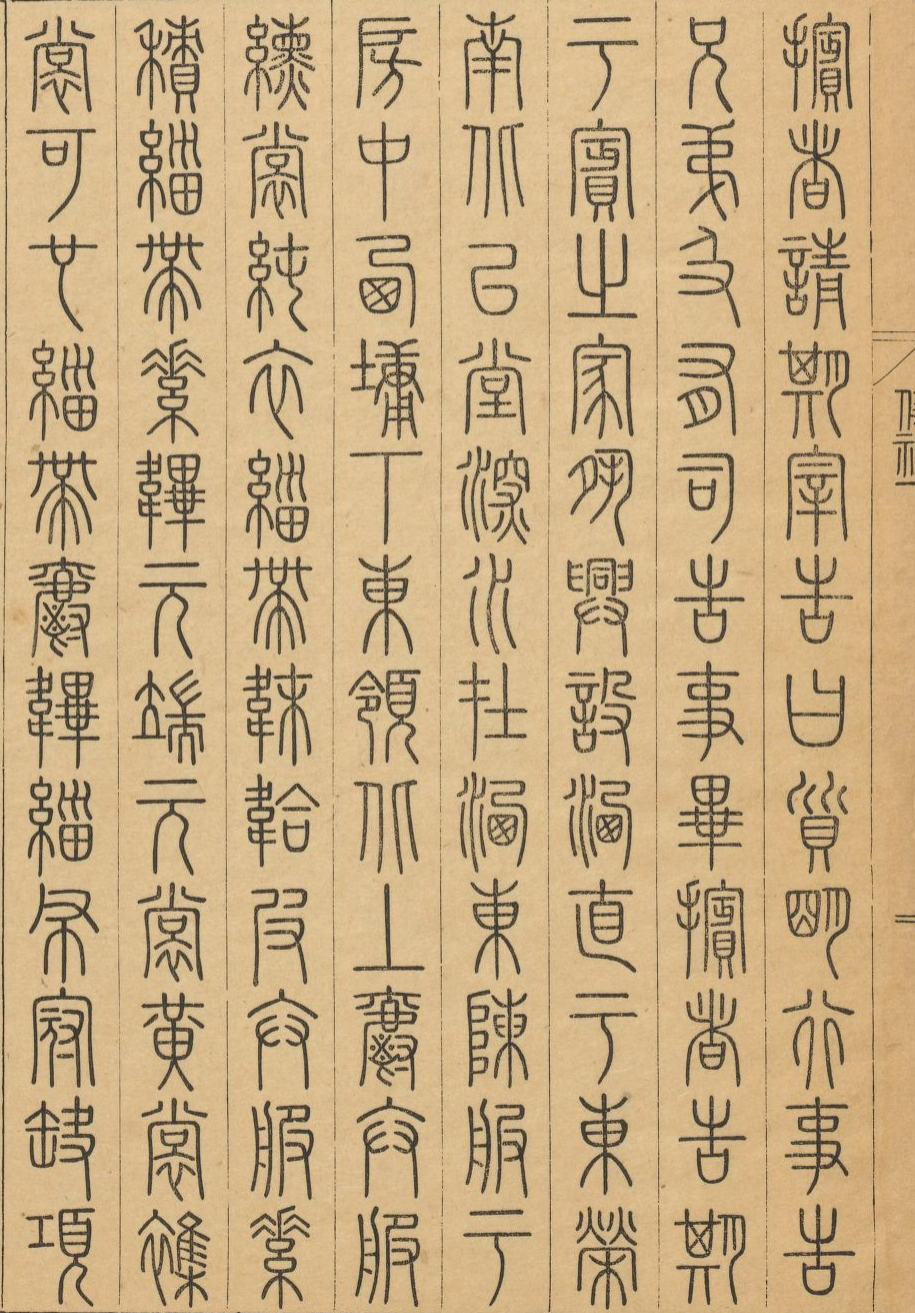 擯者請期宰告曰質明行事告
兄弟及有司告事畢擯者告期
于賓之家夙興設洗直于東榮
南北以堂深水在洗東陳服于
房中西墉下東領北上爵弁服
纁裳純衣緇帶韎韐皮弁服素
積緇帶素韠元端元裳黃裳雜
裳可也緇帶爵韠緇布冠缺項